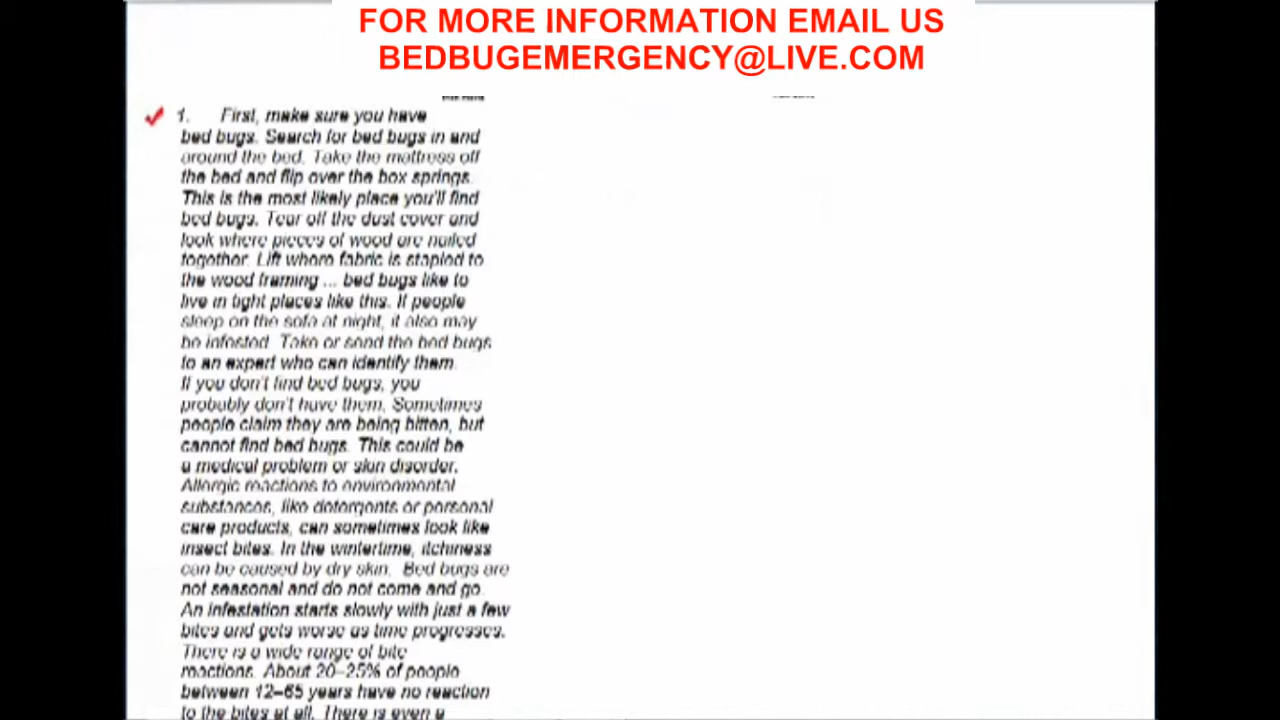 FOR MORE INFORMATION EMAIL US
BEDBUGEMERGENCY@LIVE.COM
1. First, make sure you have
bed bugs. Search for bed bugs in and
around the bed. Take the mattress off
the bed and flip over the box springs.
This is the most likely place you'll find
bed bugs. Tear off the dust cover and
look where pieces of wood are nailed
together. Lift where fabric is stapled to
the wood framing ... bed bugs like to
live in tight places like this. If people
sleep on the sofa at night, it also may
be infested. Take or send the bed bugs
to an expert who can identify them.
If you don't find bed bugs, you
probably don't have them. Sometimes
people claim they are being bitten, but
cannot find bed bugs. This could be
a medical problem or skin disorder.
Allergic reactions to environmental
substances, like detergents or personal
care products, can sometimes look like
insect bites. In the wintertime, itchiness
can be caused by dry skin. Bed bugs are
not seasonal and do not come and go.
An infestation starts slowly with just a few
bites and gets worse as time progresses.
There is a wide range of bite
reactions. About 20–25% of people
between 12–65 years have no reaction
to the bites at all. There is even a